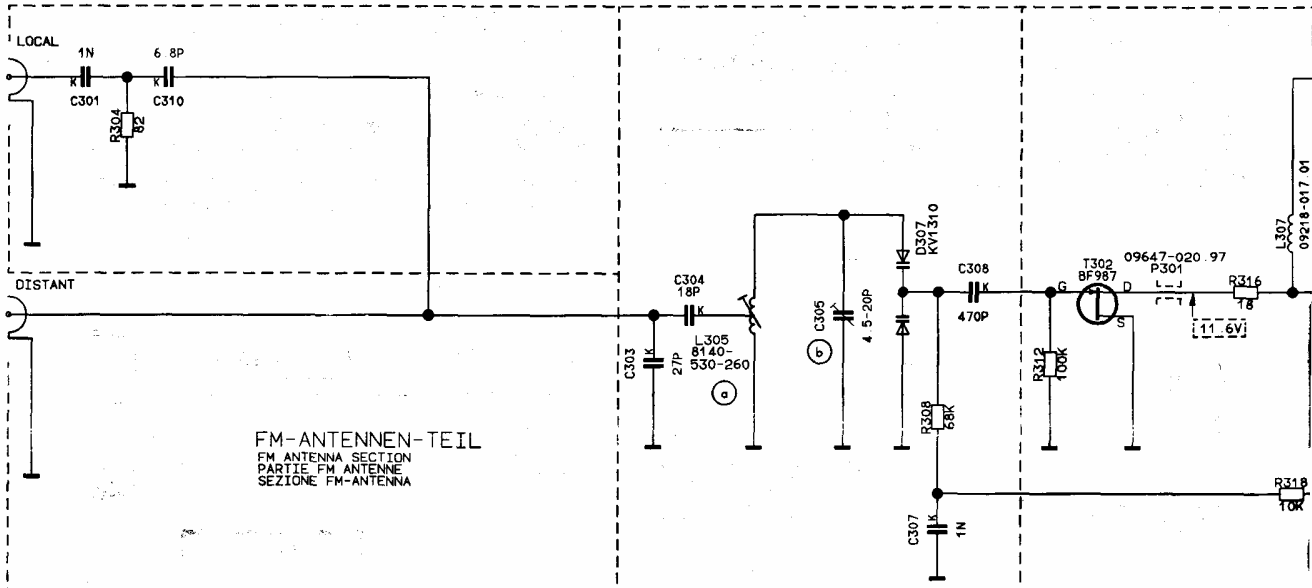 LOCAL
1N
K
C301
R304
82
6.8P
K
C310
DISTANT
FM-ANTENNEN-TEIL
FM ANTENNA SECTION
PARTIE FM ANTENNE
SEZIONE FM-ANTENNA
C303
K
27P
C304
18P
K
L305
8140-
530-260
a
C305
b
4.5-20P
D307
KV1310
C308
K
470P
R308
68K
C307
K
1N
G
R312
100K
T302
BF987
D
S
09647-020.97
P301
11.6V
R316
18
L307
09218-017.01
R318
10K